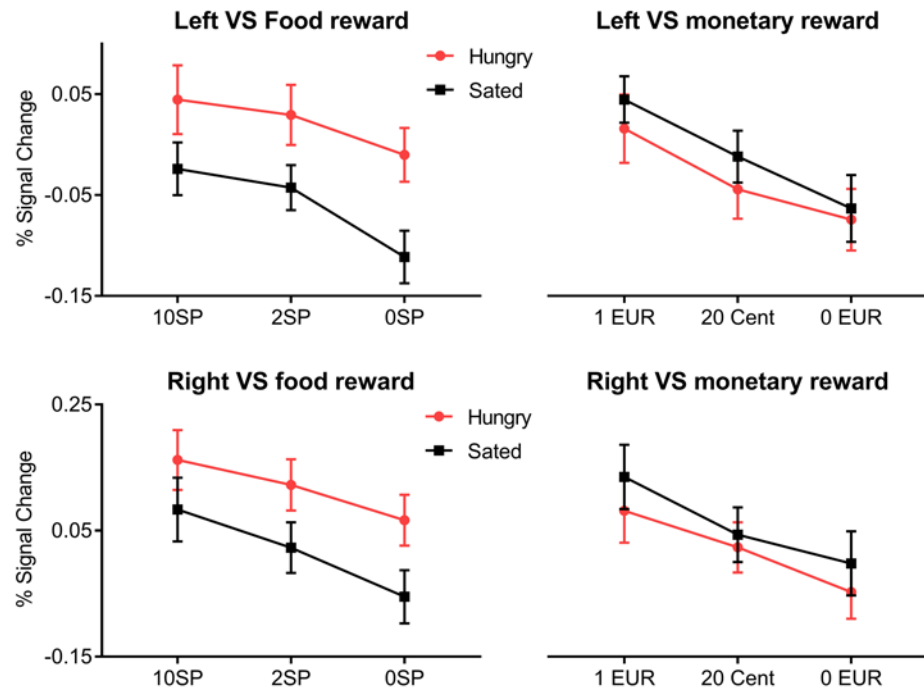 Left VS Food reward
Left VS monetary reward
Hungry
Sated
% Signal Change
0.05
-0.05
-0.15
10SP 2SP 0SP
1 EUR 20 Cent 0 EUR
Right VS food reward
Right VS monetary reward
Hungry
Sated
% Signal Change
0.25
0.05
-0.15
10SP 2SP 0SP
1 EUR 20 Cent 0 EUR